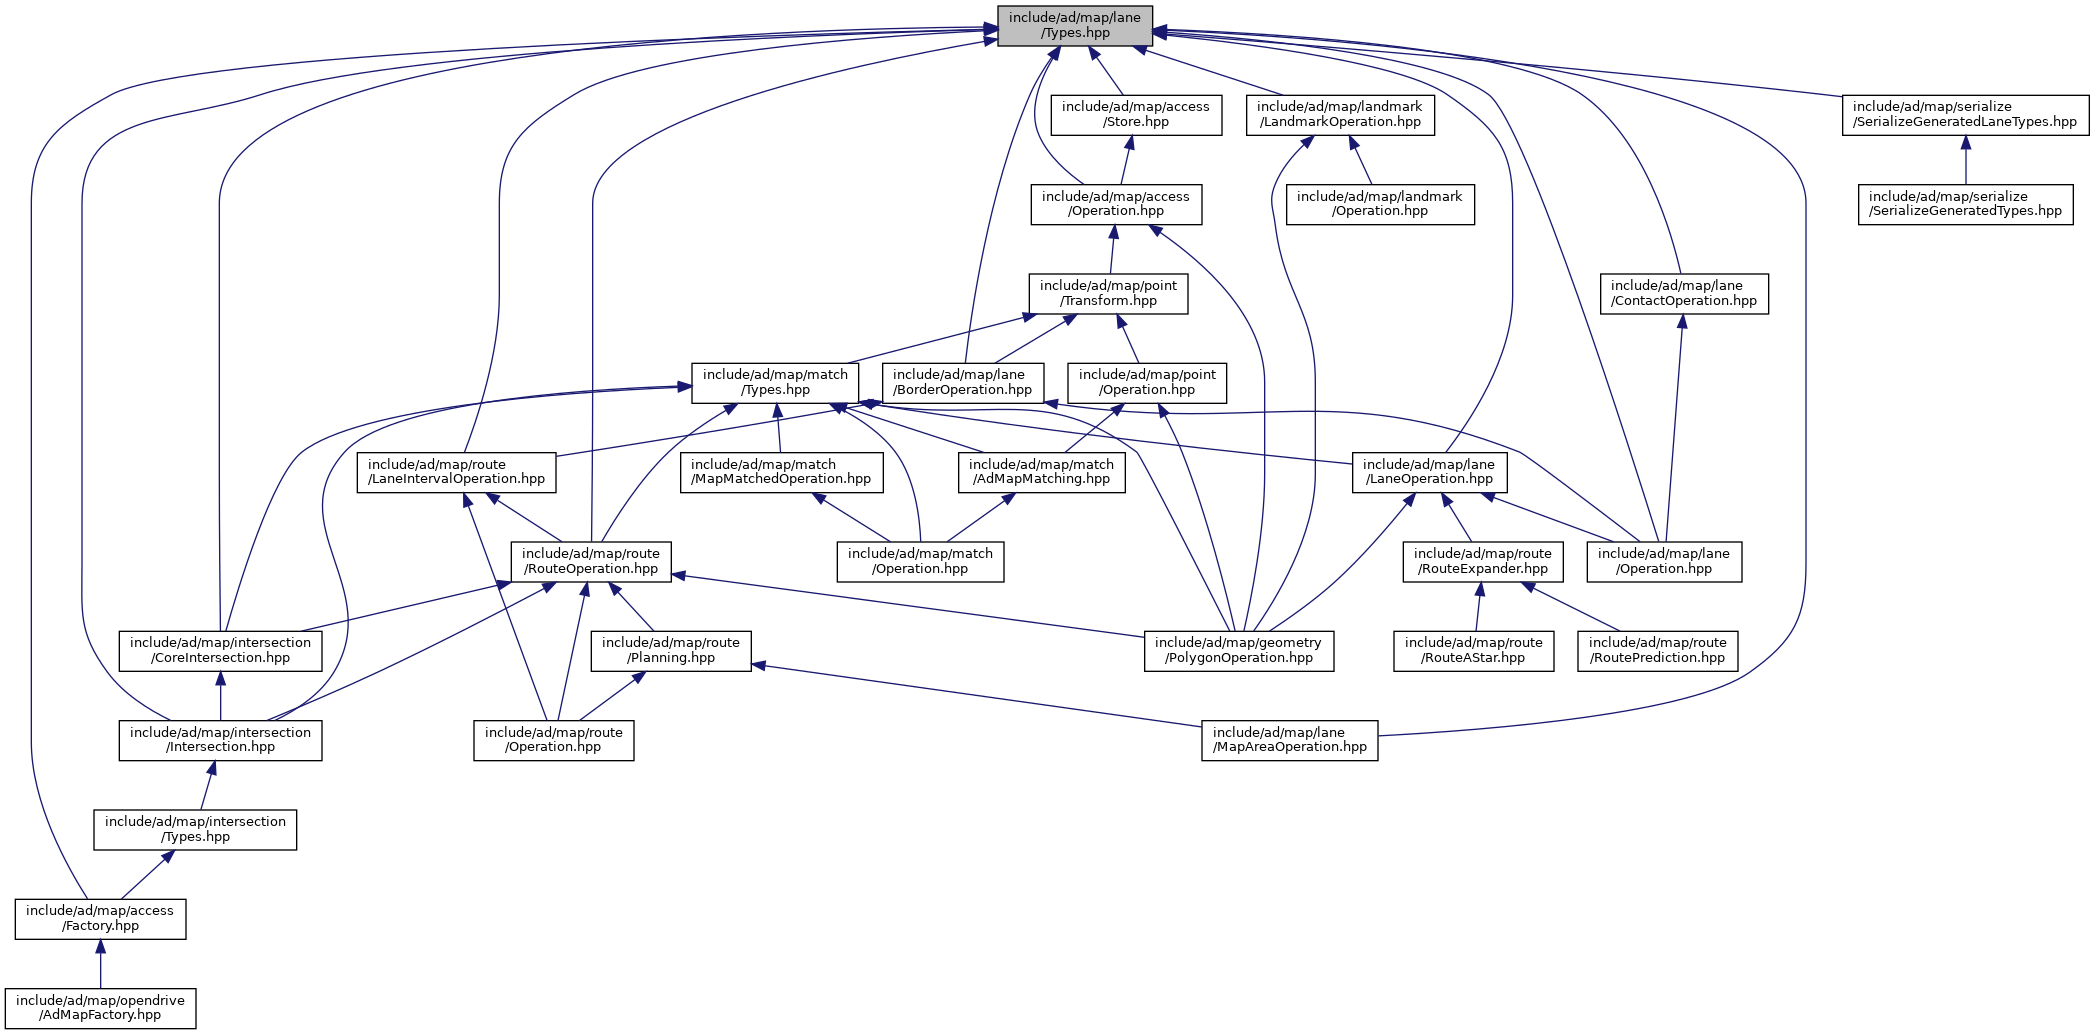 include/ad/map/lane
/Types.hpp
include/ad/map/access
/Store.hpp
include/ad/map/landmark
/LandmarkOperation.hpp
include/ad/map/serialize
/SerializeGeneratedLaneTypes.hpp
include/ad/map/access
/Operation.hpp
include/ad/map/landmark
/Operation.hpp
include/ad/map/serialize
/SerializeGeneratedTypes.hpp
include/ad/map/point
/Transform.hpp
include/ad/map/lane
/ContactOperation.hpp
include/ad/map/match
/Types.hpp
include/ad/map/lane
/BorderOperation.hpp
include/ad/map/point
/Operation.hpp
include/ad/map/route
/LaneIntervalOperation.hpp
include/ad/map/match
/MapMatchedOperation.hpp
include/ad/map/match
/AdMapMatching.hpp
include/ad/map/lane
/LaneOperation.hpp
include/ad/map/route
/RouteOperation.hpp
include/ad/map/match
/Operation.hpp
include/ad/map/route
/RouteExpander.hpp
include/ad/map/lane
/Operation.hpp
include/ad/map/intersection
/CoreIntersection.hpp
include/ad/map/route
/Planning.hpp
include/ad/map/geometry
/PolygonOperation.hpp
include/ad/map/route
/RouteAStar.hpp
include/ad/map/route
/RoutePrediction.hpp
include/ad/map/intersection
/Intersection.hpp
include/ad/map/route
/Operation.hpp
include/ad/map/lane
/MapAreaOperation.hpp
include/ad/map/intersection
/Types.hpp
include/ad/map/access
/Factory.hpp
include/ad/map/opendrive
/AdMapFactory.hpp